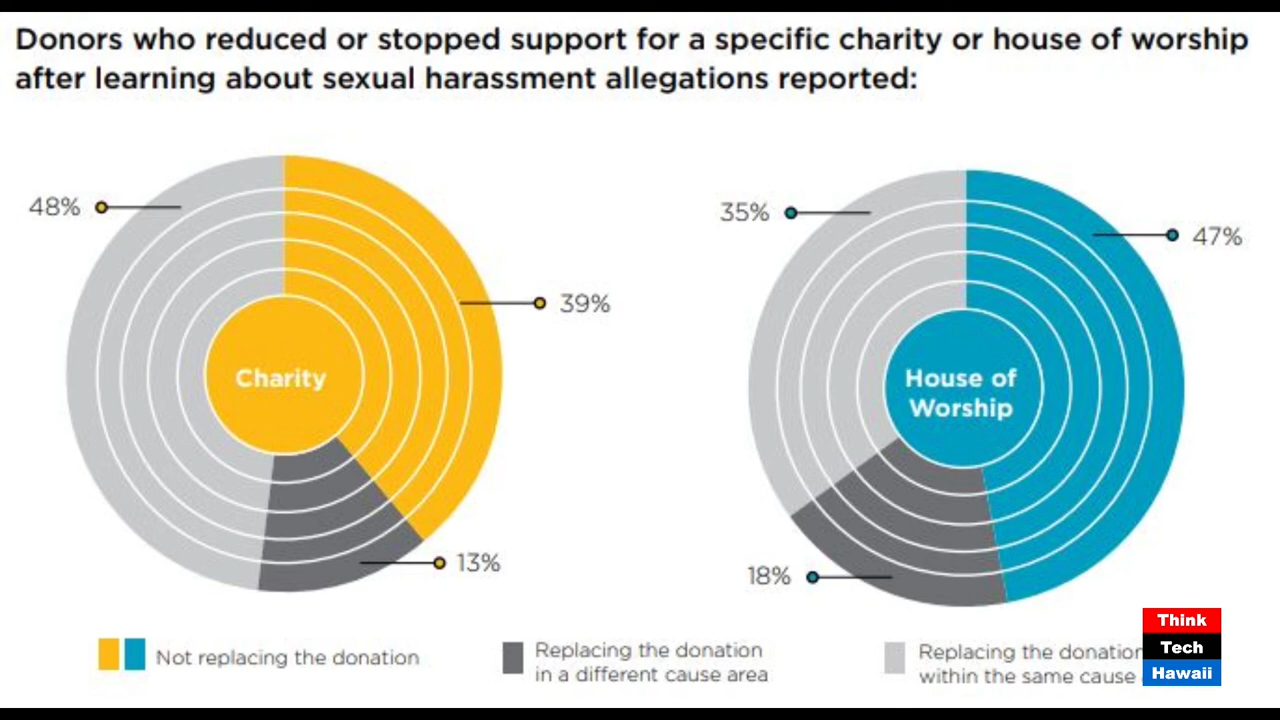 Donors who reduced or stopped support for a specific charity or house of worship
after learning about sexual harassment allegations reported:
48%
39%
Charity
13%
35%
47%
House of
Worship
18%
Not replacing the donation
Replacing the donation
in a different cause area
Replacing the donation
within the same cause
Think
Tech
Hawaii